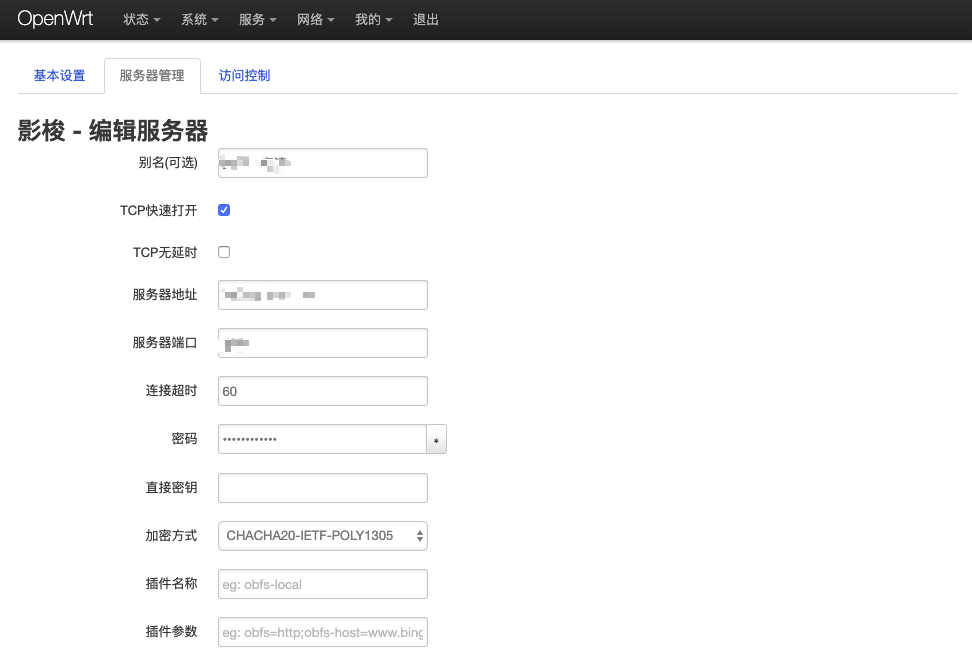 OpenWrt 状态 系统 服务 网络 我的 退出
基本设置 服务器管理 访问控制
影梭 - 编辑服务器
别名(可选)
TCP快速打开
TCP无延时
服务器地址
服务器端口
连接超时 60
密码 ************ *
直接密钥
加密方式 CHACHA20-IETF-POLY1305
插件名称 eg: obfs-local
插件参数 eg: obfs=http;obfs-host=www.bing